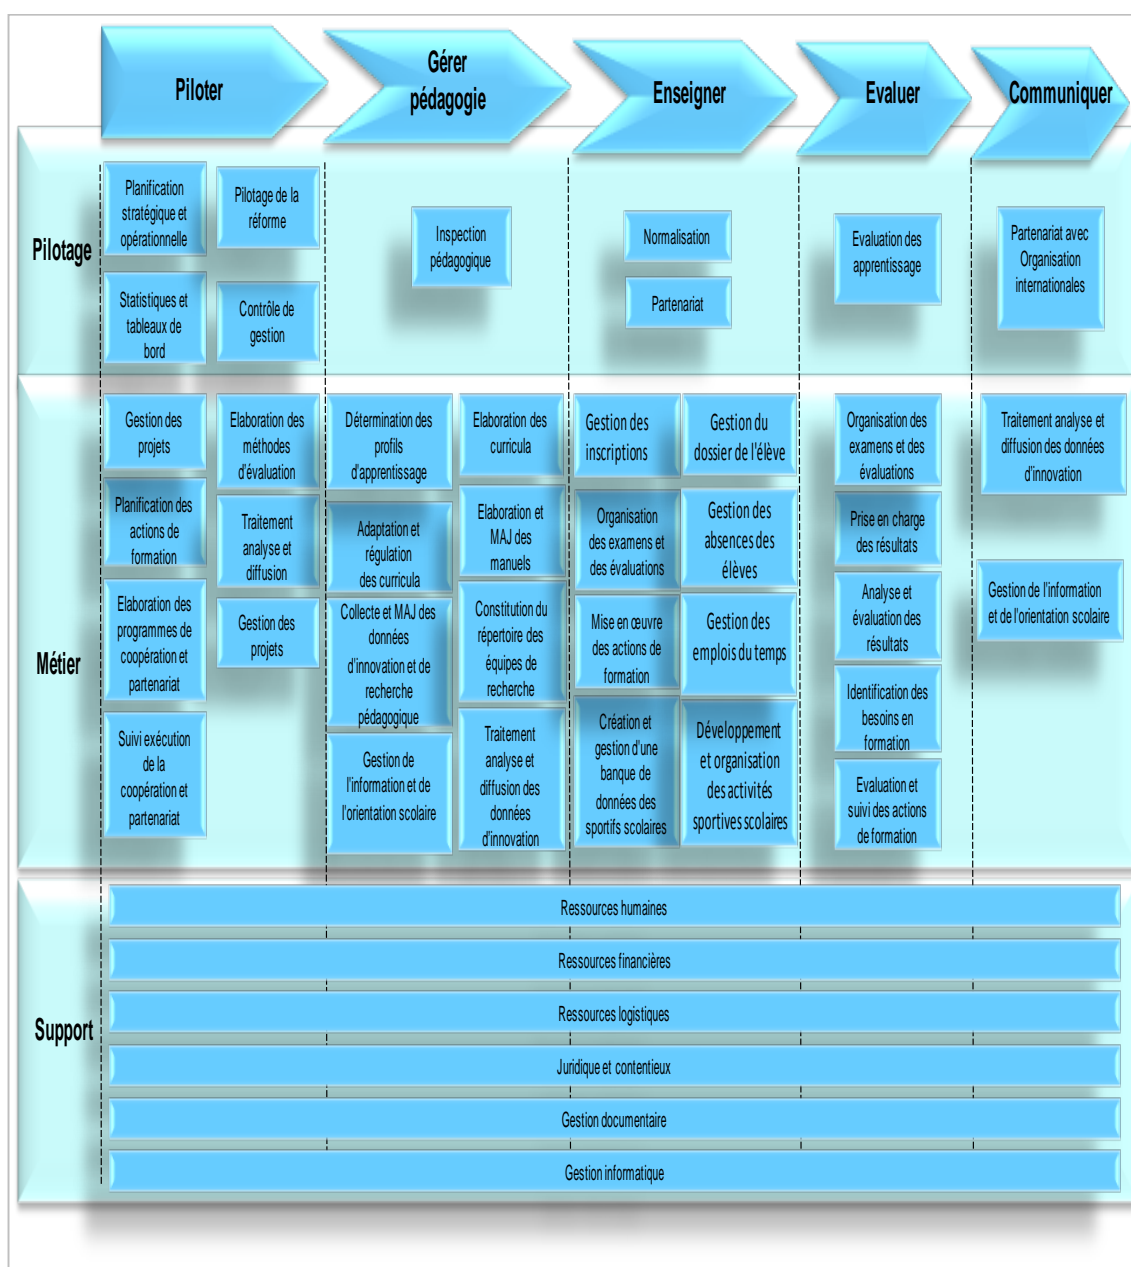 Piloter
Gérer
pédagogie
Enseigner
Evaluer
Communiquer
Pilotage
Planification
stratégique et
opérationnelle
Pilotage de la
réforme
Statistiques et
tableaux de
bord
Contrôle de
gestion
Inspection
pédagogique
Normalisation
Partenariat
Evaluation des
apprentissage
Partenariat avec
Organisation
internationales
Métier
Gestion des
projets
Planification des
actions de
formation
Elaboration des
programmes de
coopération et
partenariat
Suivi exécution
de la
coopération et
partenariat
Elaboration des
méthodes
d'évaluation
Traitement
analyse et
diffusion
Gestion des
projets
Détermination des
profils
d'apprentissage
Adaptation et
régulation
des curricula
Collecte et MAJ des
données
d'innovation et de
recherche
pédagogique
Gestion de
l'information et de
l'orientation scolaire
Elaboration des
curricula
Elaboration et
MAJ des
manuels
Constitution du
répertoire des
équipes de
recherche
Traitement
analyse et
diffusion des
données
d'innovation
Gestion des
inscriptions
Organisation
des examens et
des évaluations
Mise en œuvre
des actions de
formation
Création et
gestion d'une
banque de
données des
sportifs scolaires
Gestion du
dossier de l'élève
Gestion des
absences des
élèves
Gestion des
emplois du temps
Développement
et organisation
des activités
sportives scolaires
Organisation des
examens et des
évaluations
Prise en charge
des résultats
Analyse et
évaluation des
résultats
Identification des
besoins en
formation
Evaluation et
suivi des actions
de formation
Traitement analyse et
diffusion des données
d'innovation
Gestion de l'information
et de l'orientation scolaire
Support
Ressources humaines
Ressources financières
Ressources logistiques
Juridique et contentieux
Gestion documentaire
Gestion informatique